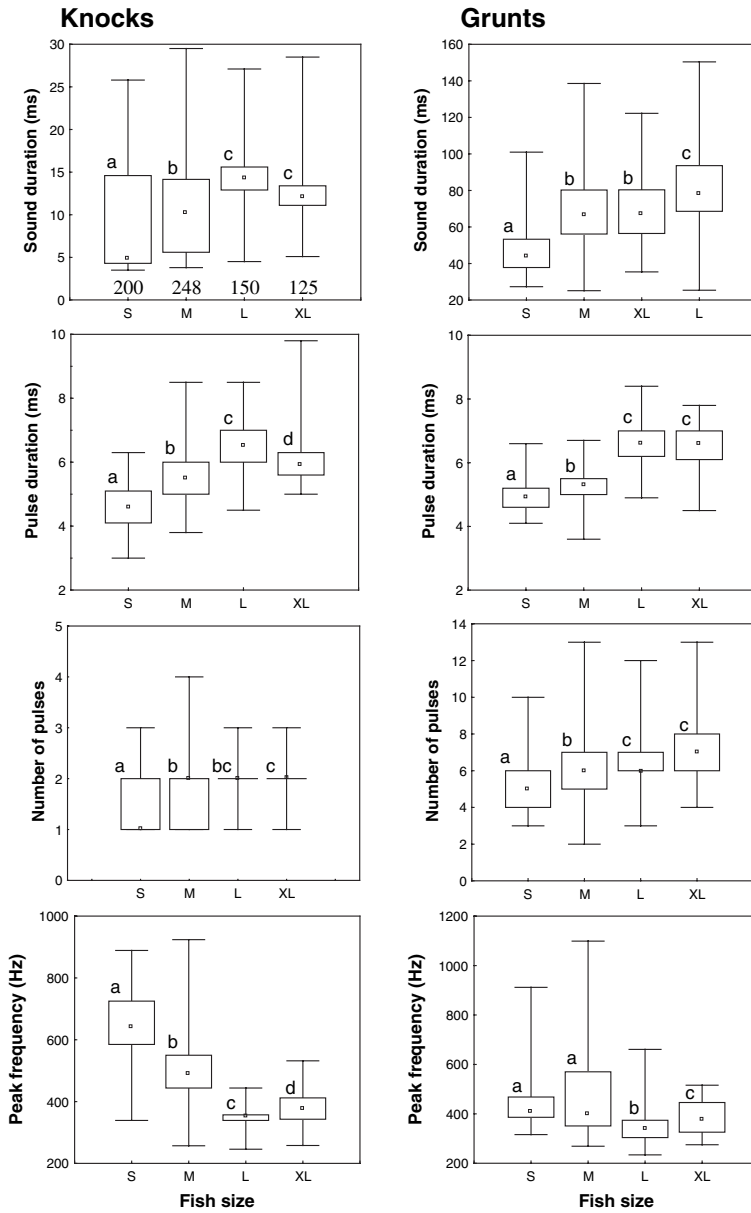 Knocks
Grunts
Sound duration (ms)
30
25
20
15
10
5
0
a
b
c
c
200 248 150 125
S M L XL
Sound duration (ms)
160
140
120
100
80
60
40
20
a
b
b
c
S M XL L
Pulse duration (ms)
10
8
6
4
2
a
b
c
d
S M L XL
Pulse duration (ms)
10
8
6
4
2
a
b
c
c
S M L XL
Number of pulses
5
4
3
2
1
0
a
b
bc
c
S M L XL
Number of pulses
14
12
10
8
6
4
2
0
a
b
c
c
S M L XL
Peak frequency (Hz)
1000
800
600
400
200
a
b
c
d
S M L XL
Fish size
Peak frequency (Hz)
1200
1000
800
600
400
200
a
a
b
c
S M L XL
Fish size